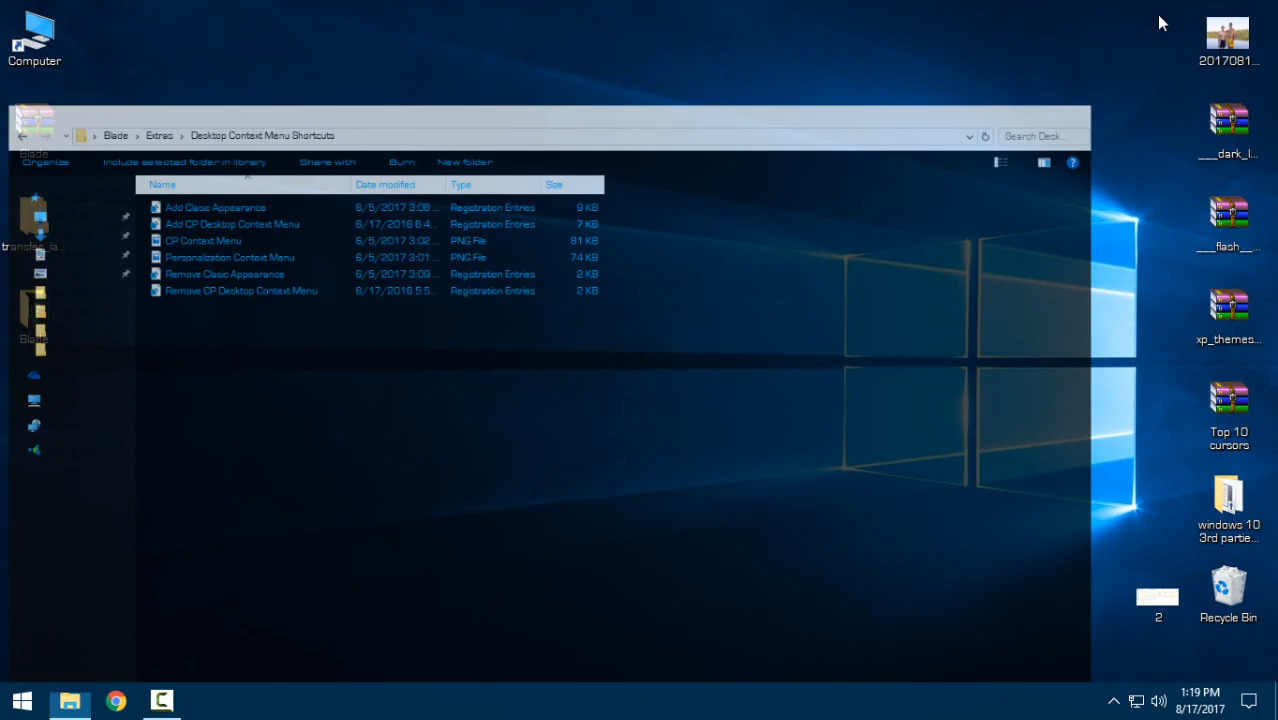 Computer
Blade
transfer_la...
Blade
Blade Extras Desktop Context Menu Shortcuts
Search Desk...
Organize Include selected folder in library Share with Burn New folder
Name Date modified Type Size
Add Clasic Appearance 6/5/2017 3:08 ... Registration Entries 9 KB
Add CP Desktop Context Menu 6/17/2016 6:4... Registration Entries 7 KB
CP Context Menu 6/5/2017 3:02 ... PNG File 81 KB
Personalization Context Menu 6/5/2017 3:01 ... PNG File 74 KB
Remove Clasic Appearance 6/5/2017 3:09 ... Registration Entries 2 KB
Remove CP Desktop Context Menu 6/17/2016 5:5... Registration Entries 2 KB
2017081...
___dark_l...
___flash__...
xp_themes...
Top 10
cursors
windows 10
3rd partie...
2
Recycle Bin
1:19 PM
8/17/2017